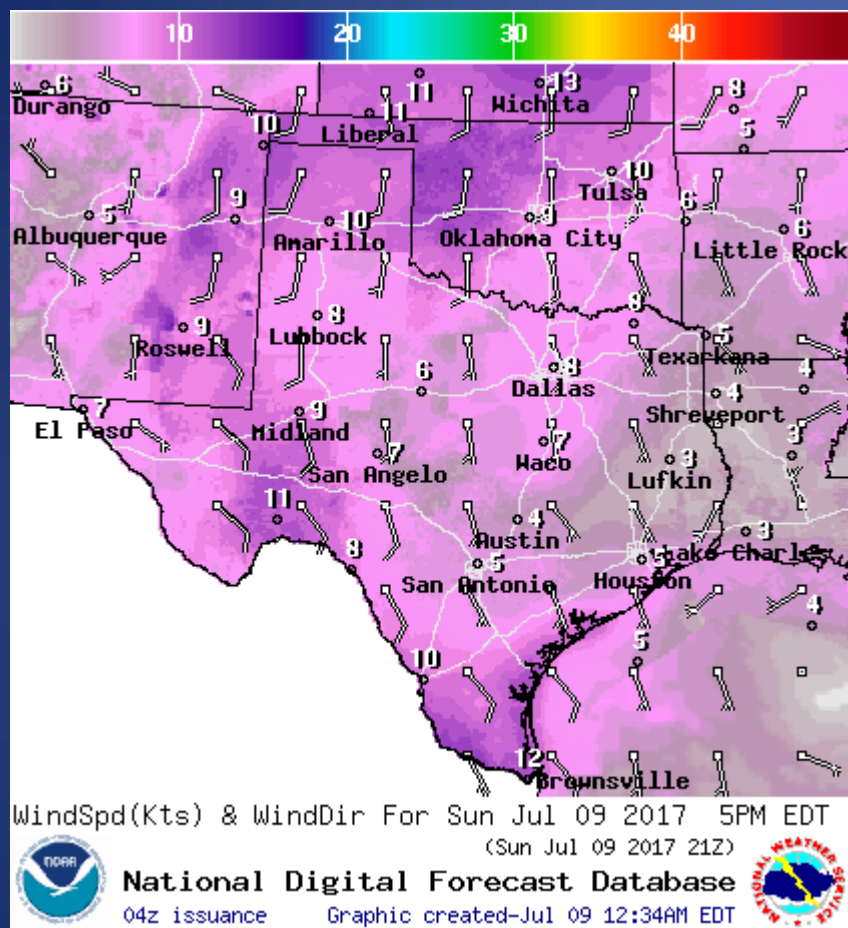 10 20 30 40
6 13 8
Durango 11 Wichita
11
Liberal
10 5
10
Tulsa
5 9 10 9 6 6
Albuquerque Amarillo Oklahoma City Little Rock
9 8 8 5
Roswell Lubbock Texarkana
6 8 4
Dallas
7 9 4
Shreveport
El Paso Midland 7 7 3
San Angelo Waco 3
Lufkin
11 4 3
Austin Lake Charles
8 5 5
San Antonio Houston
4
10 5
12
Brownsville
WindSpd(Kts) & WindDir For Sun Jul 09 2017 5PM EDT
(Sun Jul 09 2017 21Z)
NOAA
National Digital Forecast Database
04z issuance Graphic created-Jul 09 12:34AM EDT
NATIONAL WEATHER SERVICE